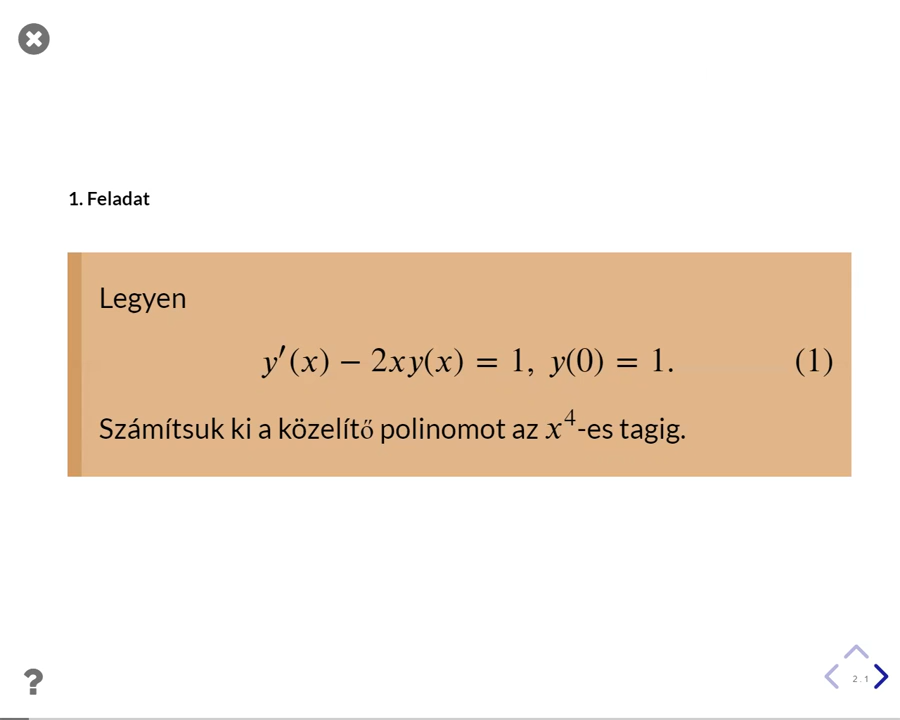 1. Feladat
Legyen
y′(x) − 2xy(x) = 1, y(0) = 1. (1)
Számítsuk ki a közelítő polinomot az x⁴-es tagig.
?
2.1